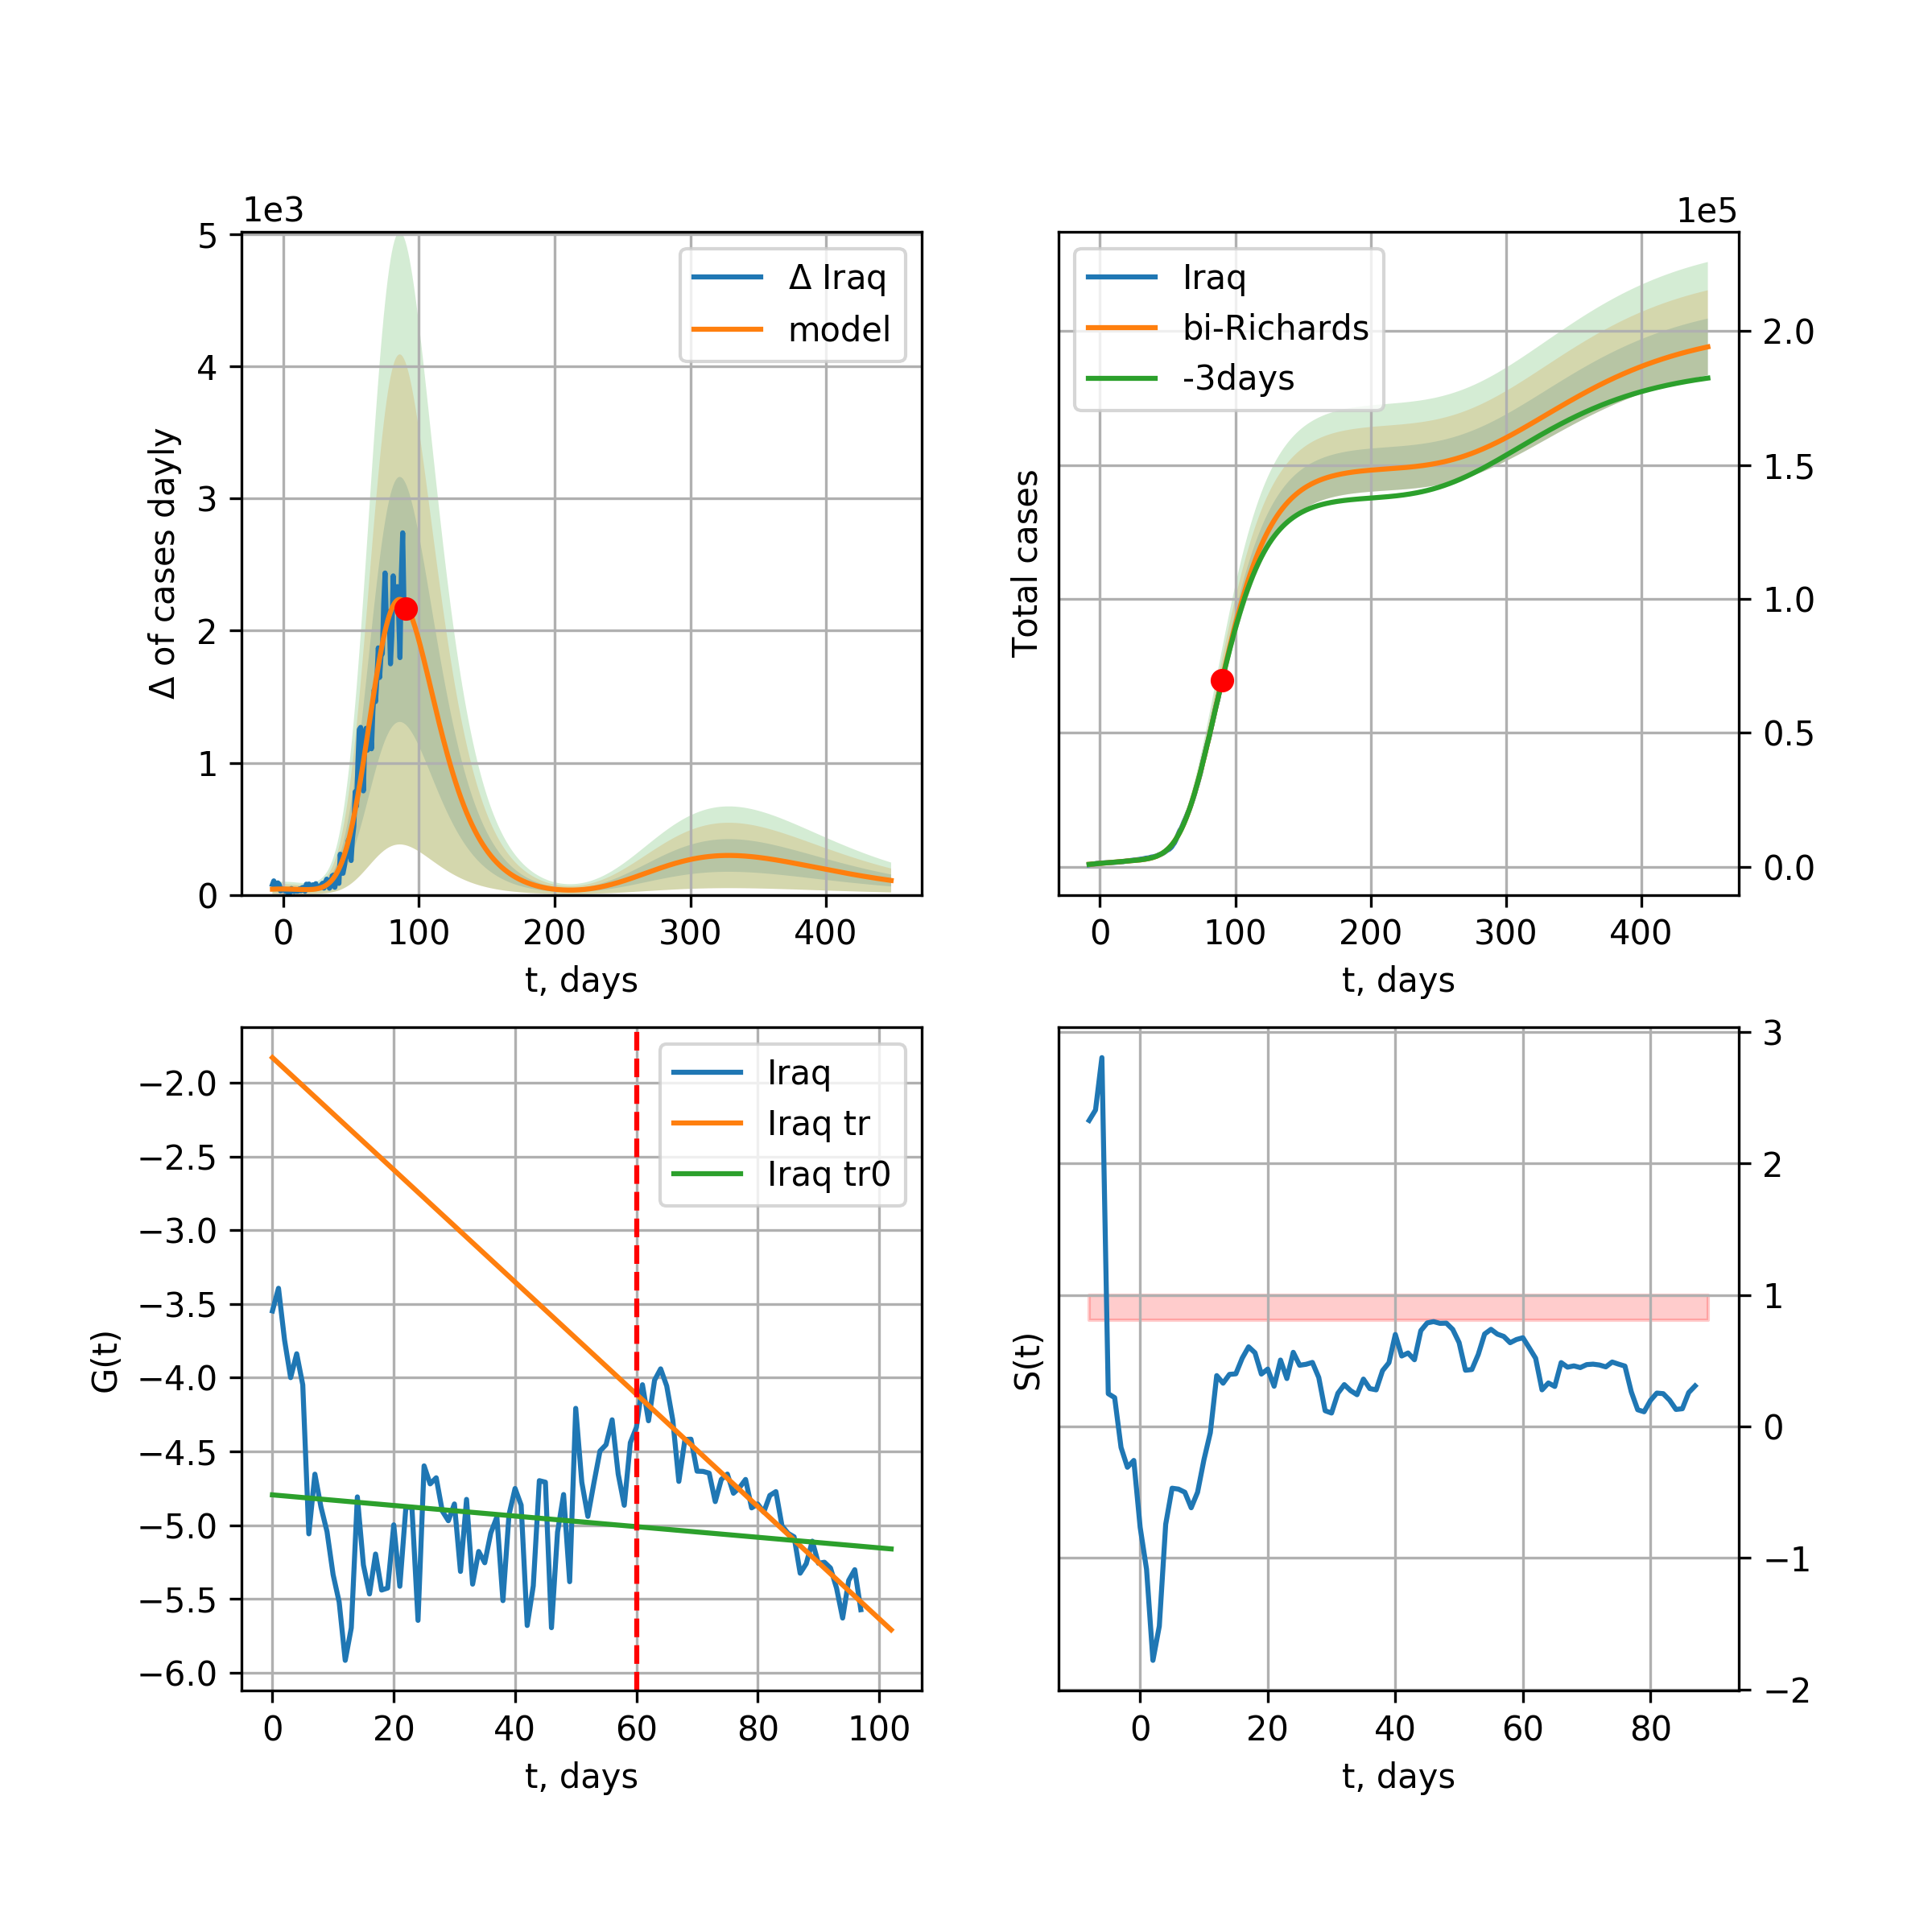 1e3
5
4
3
2
1
0
Δ of cases dayly
Δ Iraq
model
0 100 200 300 400
t, days
1e5
Iraq
bi-Richards
-3days
2.0
1.5
1.0
0.5
0.0
Total cases
0 100 200 300 400
t, days
−2.0
−2.5
−3.0
−3.5
−4.0
−4.5
−5.0
−5.5
−6.0
G(t)
Iraq
Iraq tr
Iraq tr0
0 20 40 60 80 100
t, days
3
2
1
0
−1
−2
S(t)
0 20 40 60 80
t, days